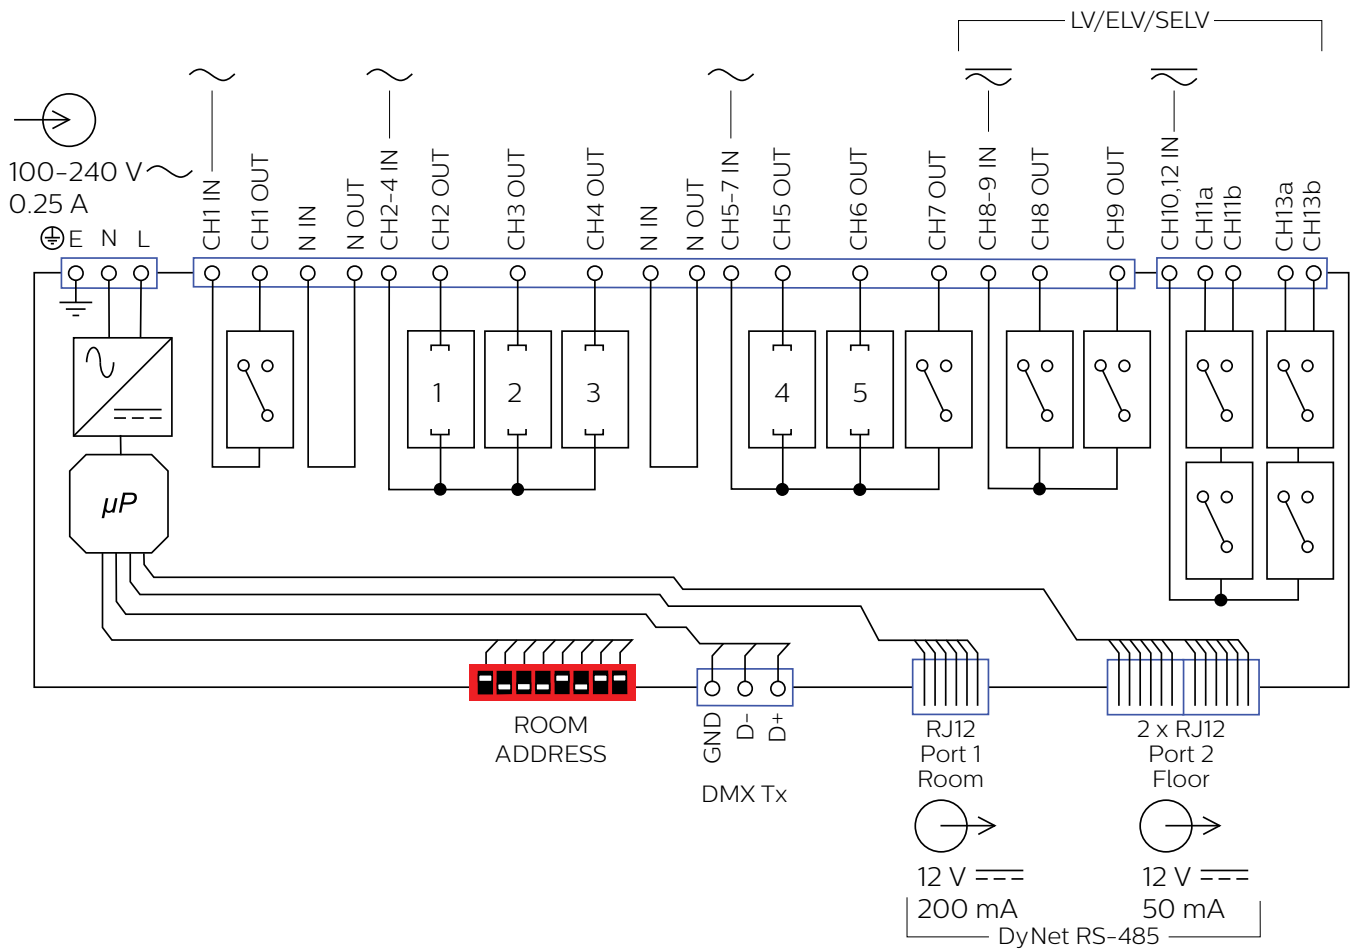 LV/ELV/SELV
100-240 V
0.25 A
E N L
CH1 IN
CH1 OUT
N IN
N OUT
CH2-4 IN
CH2 OUT
CH3 OUT
CH4 OUT
N IN
N OUT
CH5-7 IN
CH5 OUT
CH6 OUT
CH7 OUT
CH8-9 IN
CH8 OUT
CH9 OUT
CH10,12 IN
CH11a
CH11b
CH13a
CH13b
1 2 3 4 5
µP
ROOM
ADDRESS
GND
D-
D+
DMX Tx
RJ12
Port 1
Room
12 V
200 mA
2 x RJ12
Port 2
Floor
12 V
50 mA
DyNet RS-485